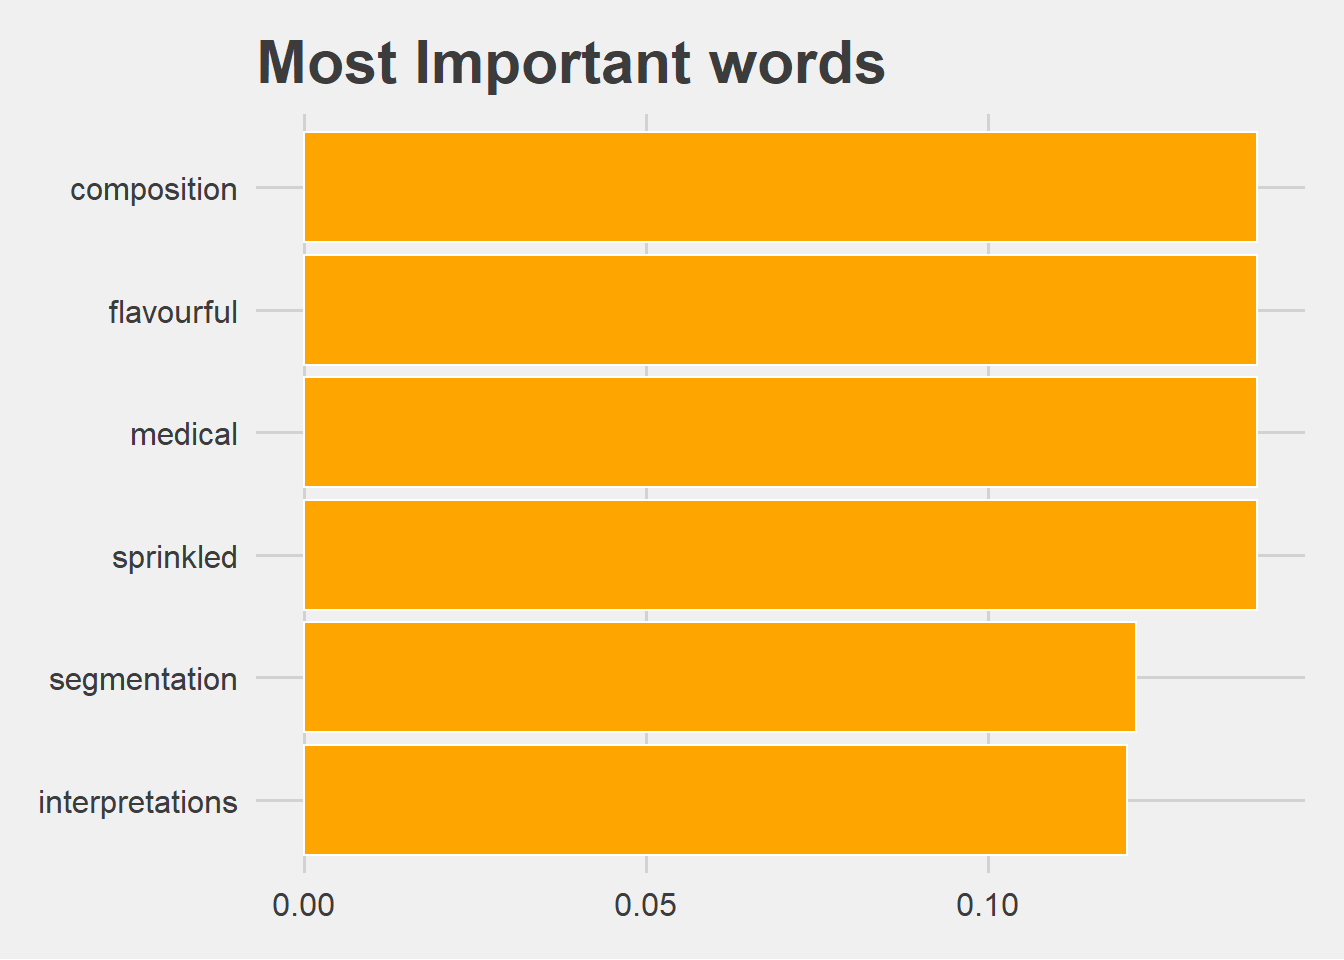 Most Important words
composition
flavourful
medical
sprinkled
segmentation
interpretations
0.00 0.05 0.10